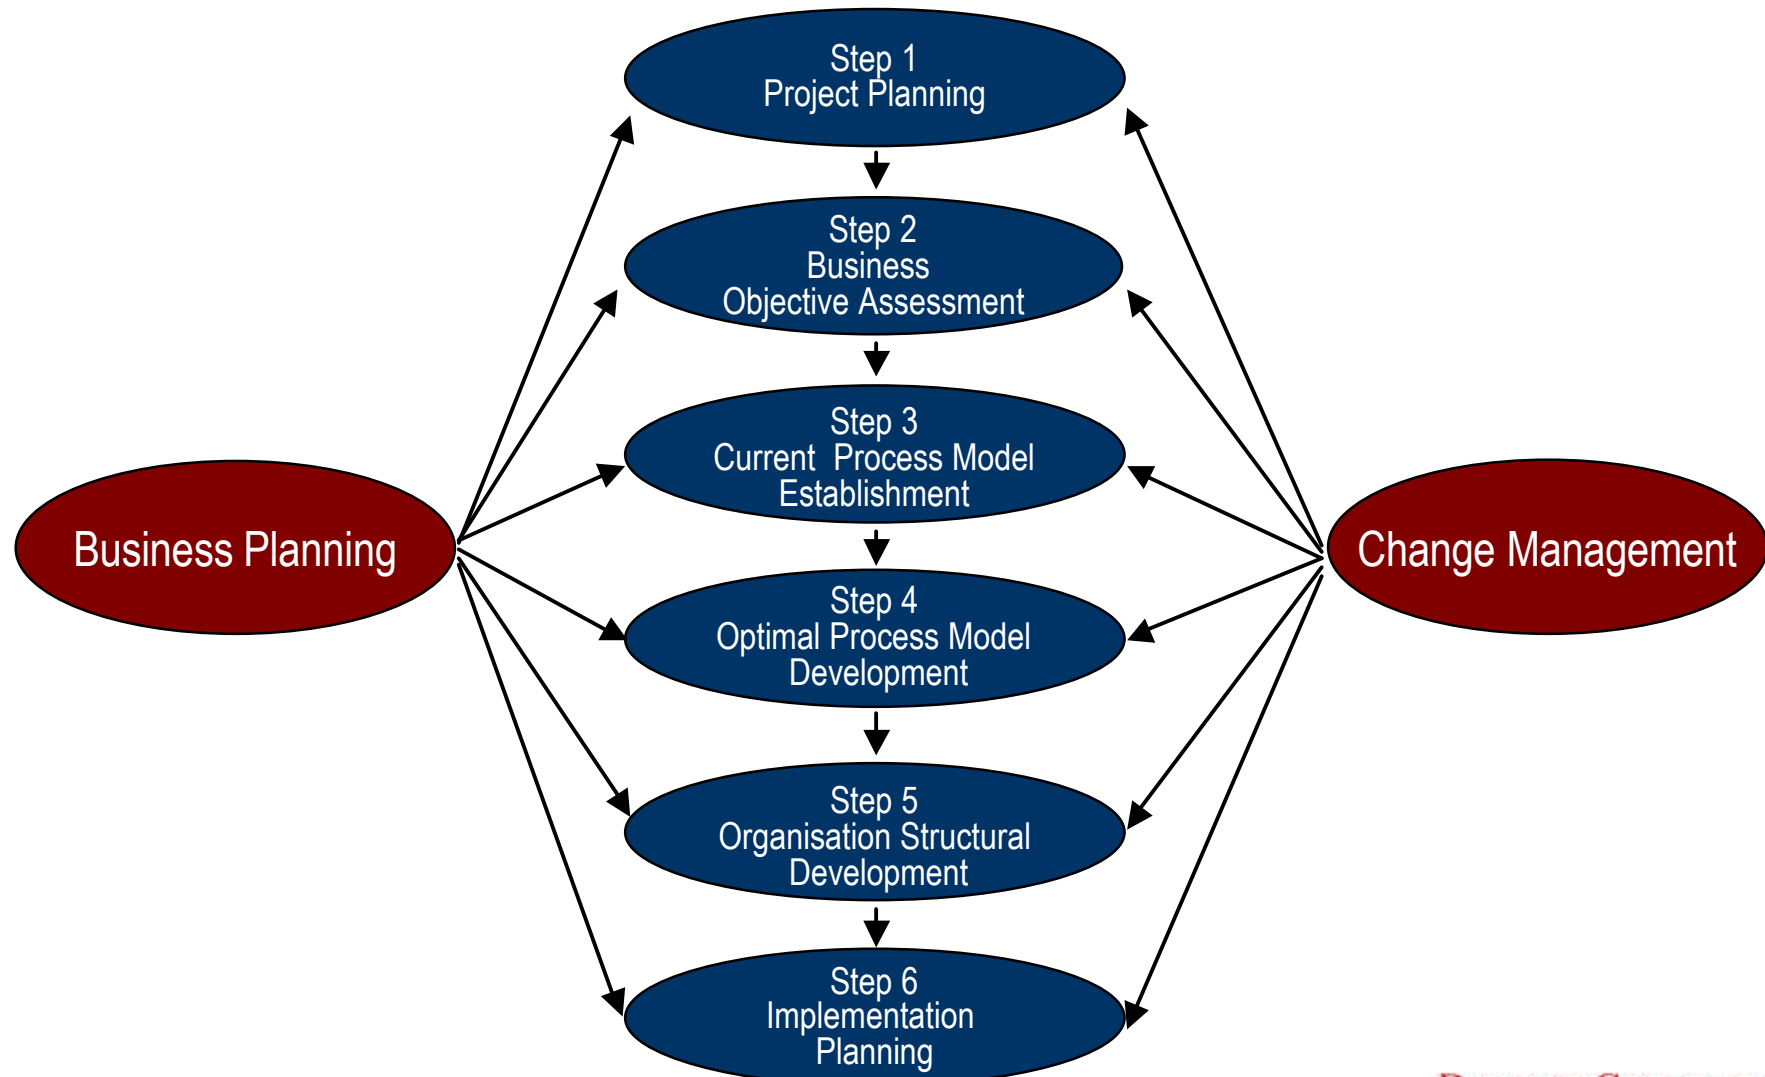 Step 1
Project Planning
Step 2
Business
Objective Assessment
Step 3
Current Process Model
Establishment
Business Planning
Change Management
Step 4
Optimal Process Model
Development
Step 5
Organisation Structural
Development
Step 6
Implementation
Planning